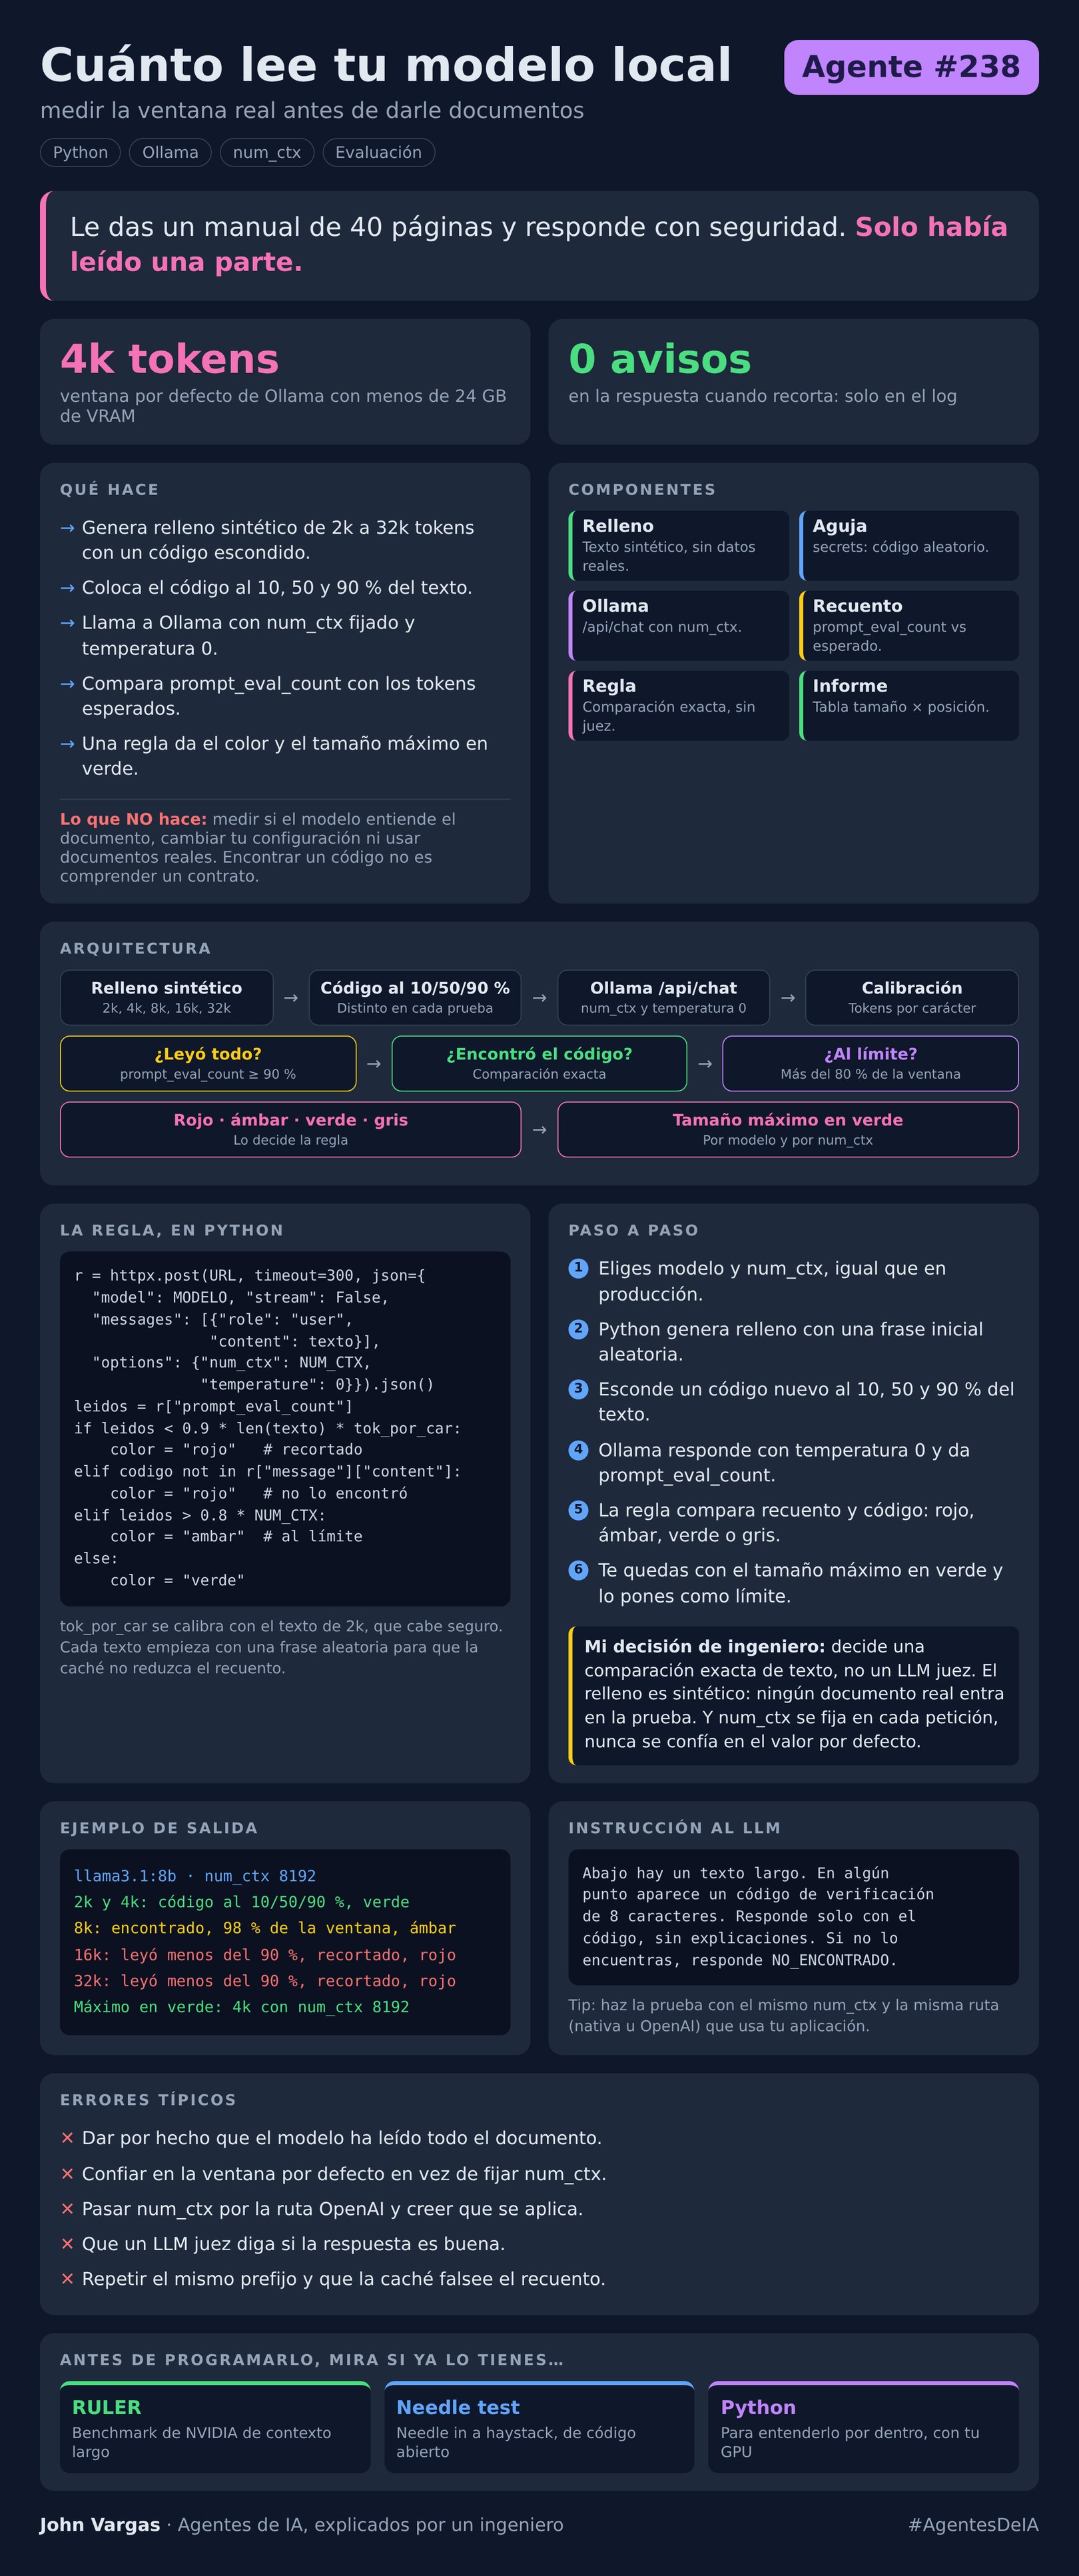 Cuánto lee tu modelo local
Agente #238
medir la ventana real antes de darle documentos
Python
Ollama
num_ctx
Evaluación
Le das un manual de 40 páginas y responde con seguridad. Solo había
leído una parte.
4k tokens
ventana por defecto de Ollama con menos de 24 GB
de VRAM
0 avisos
en la respuesta cuando recorta: solo en el log
QUÉ HACE
→ Genera relleno sintético de 2k a 32k tokens
con un código escondido.
→ Coloca el código al 10, 50 y 90 % del texto.
→ Llama a Ollama con num_ctx fijado y
temperatura 0.
→ Compara prompt_eval_count con los tokens
esperados.
→ Una regla da el color y el tamaño máximo en
verde.
Lo que NO hace: medir si el modelo entiende el
documento, cambiar tu configuración ni usar
documentos reales. Encontrar un código no es
comprender un contrato.
COMPONENTES
Relleno
Texto sintético, sin datos
reales.
Aguja
secrets: código aleatorio.
Ollama
/api/chat con num_ctx.
Recuento
prompt_eval_count vs
esperado.
Regla
Comparación exacta, sin
juez.
Informe
Tabla tamaño × posición.
ARQUITECTURA
Relleno sintético
2k, 4k, 8k, 16k, 32k
→
Código al 10/50/90 %
Distinto en cada prueba
→
Ollama /api/chat
num_ctx y temperatura 0
→
Calibración
Tokens por carácter
¿Leyó todo?
prompt_eval_count ≥ 90 %
→
¿Encontró el código?
Comparación exacta
→
¿Al límite?
Más del 80 % de la ventana
Rojo · ámbar · verde · gris
Lo decide la regla
→
Tamaño máximo en verde
Por modelo y por num_ctx
LA REGLA, EN PYTHON
r = httpx.post(URL, timeout=300, json={
"model": MODELO, "stream": False,
"messages": [{"role": "user",
"content": texto}],
"options": {"num_ctx": NUM_CTX,
"temperature": 0}}).json()
leidos = r["prompt_eval_count"]
if leidos < 0.9 * len(texto) * tok_por_car:
color = "rojo"   # recortado
elif codigo not in r["message"]["content"]:
color = "rojo"   # no lo encontró
elif leidos > 0.8 * NUM_CTX:
color = "ambar"  # al límite
else:
color = "verde"
tok_por_car se calibra con el texto de 2k, que cabe seguro.
Cada texto empieza con una frase aleatoria para que la
caché no reduzca el recuento.
PASO A PASO
1 Eliges modelo y num_ctx, igual que en
producción.
2 Python genera relleno con una frase inicial
aleatoria.
3 Esconde un código nuevo al 10, 50 y 90 % del
texto.
4 Ollama responde con temperatura 0 y da
prompt_eval_count.
5 La regla compara recuento y código: rojo,
ámbar, verde o gris.
6 Te quedas con el tamaño máximo en verde y
lo pones como límite.
Mi decisión de ingeniero: decide una
comparación exacta de texto, no un LLM juez. El
relleno es sintético: ningún documento real entra
en la prueba. Y num_ctx se fija en cada petición,
nunca se confía en el valor por defecto.
EJEMPLO DE SALIDA
llama3.1:8b · num_ctx 8192
2k y 4k: código al 10/50/90 %, verde
8k: encontrado, 98 % de la ventana, ámbar
16k: leyó menos del 90 %, recortado, rojo
32k: leyó menos del 90 %, recortado, rojo
Máximo en verde: 4k con num_ctx 8192
INSTRUCCIÓN AL LLM
Abajo hay un texto largo. En algún
punto aparece un código de verificación
de 8 caracteres. Responde solo con el
código, sin explicaciones. Si no lo
encuentras, responde NO_ENCONTRADO.
Tip: haz la prueba con el mismo num_ctx y la misma ruta
(nativa u OpenAI) que usa tu aplicación.
ERRORES TÍPICOS
✕ Dar por hecho que el modelo ha leído todo el documento.
✕ Confiar en la ventana por defecto en vez de fijar num_ctx.
✕ Pasar num_ctx por la ruta OpenAI y creer que se aplica.
✕ Que un LLM juez diga si la respuesta es buena.
✕ Repetir el mismo prefijo y que la caché falsee el recuento.
ANTES DE PROGRAMARLO, MIRA SI YA LO TIENES…
RULER
Benchmark de NVIDIA de contexto
largo
Needle test
Needle in a haystack, de código
abierto
Python
Para entenderlo por dentro, con tu
GPU
John Vargas · Agentes de IA, explicados por un ingeniero
#AgentesDeIA